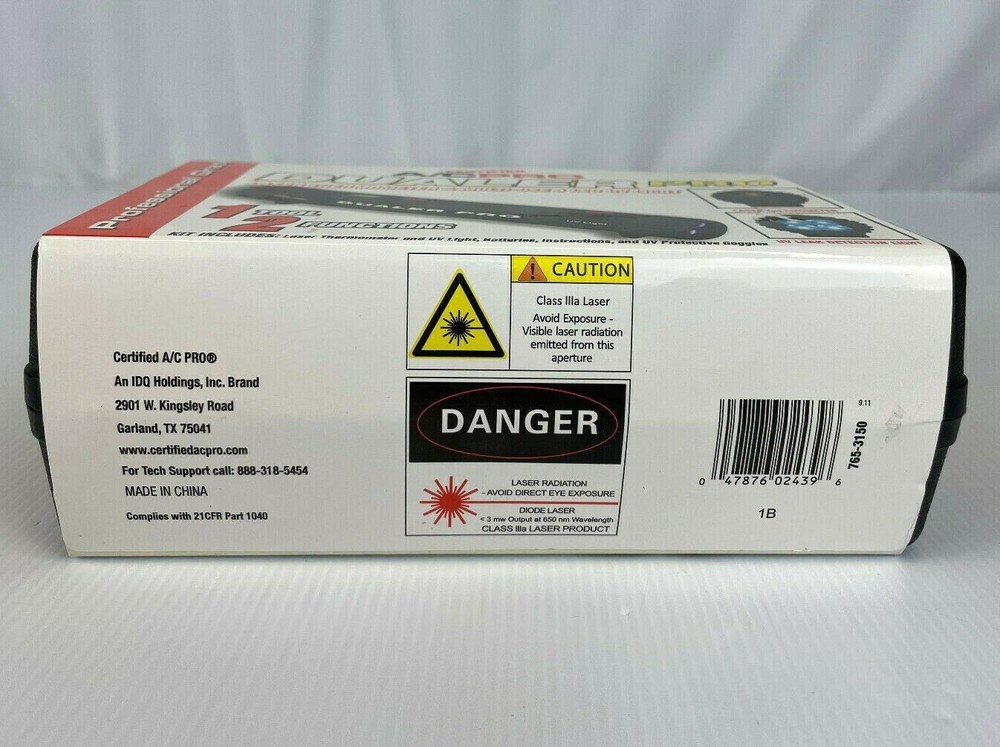 Professional
A/C PRO
DUALER PRO
DUALER PRO
UV Light
1 TOOL
2 FUNCTIONS
KIT INCLUDES: Laser Thermometer and UV Light, Batteries, Instructions, and UV Protective Goggles
UV LEAK DETECTION LIGHT
CAUTION
Class IIIa Laser
Avoid Exposure -
Visible laser radiation
emitted from this
aperture
Certified A/C PRO®
An IDQ Holdings, Inc. Brand
2901 W. Kingsley Road
Garland, TX 75041
www.certifiedacpro.com
For Tech Support call: 888-318-5454
MADE IN CHINA
Complies with 21CFR Part 1040
DANGER
LASER RADIATION
- AVOID DIRECT EYE EXPOSURE
DIODE LASER
< 3 mw Output at 650 nm Wavelength
CLASS IIIa LASER PRODUCT
9.11
765-3150
0 47876 02439 6
1B